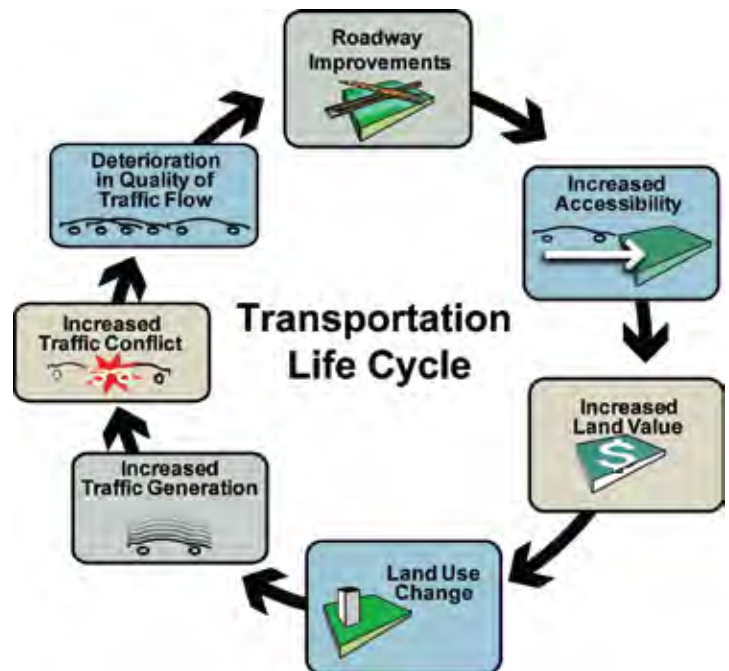 Roadway
Improvements
Increased
Accessibility
Increased
Land Value
$
Land Use
Change
Increased
Traffic Generation
Increased
Traffic Conflict
Deterioration
in Quality of
Traffic Flow
Transportation
Life Cycle